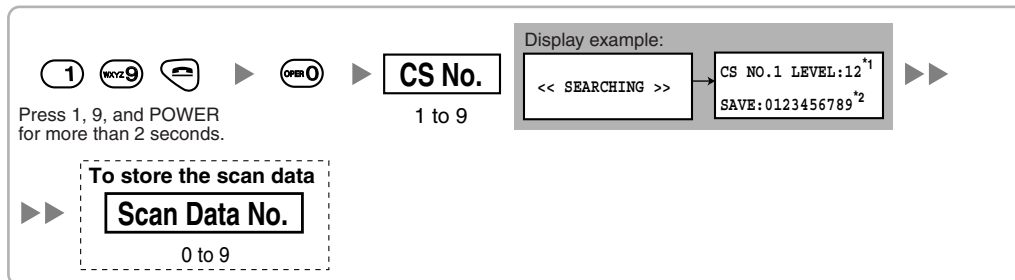 1) WXYZ 9 OPER 0
Press 1, 9, and POWER
for more than 2 seconds.
CS No.
1 to 9
Display example:
<< SEARCHING >>
CS NO.1 LEVEL:12*1
SAVE:0123456789*2
To store the scan data
Scan Data No.
0 to 9